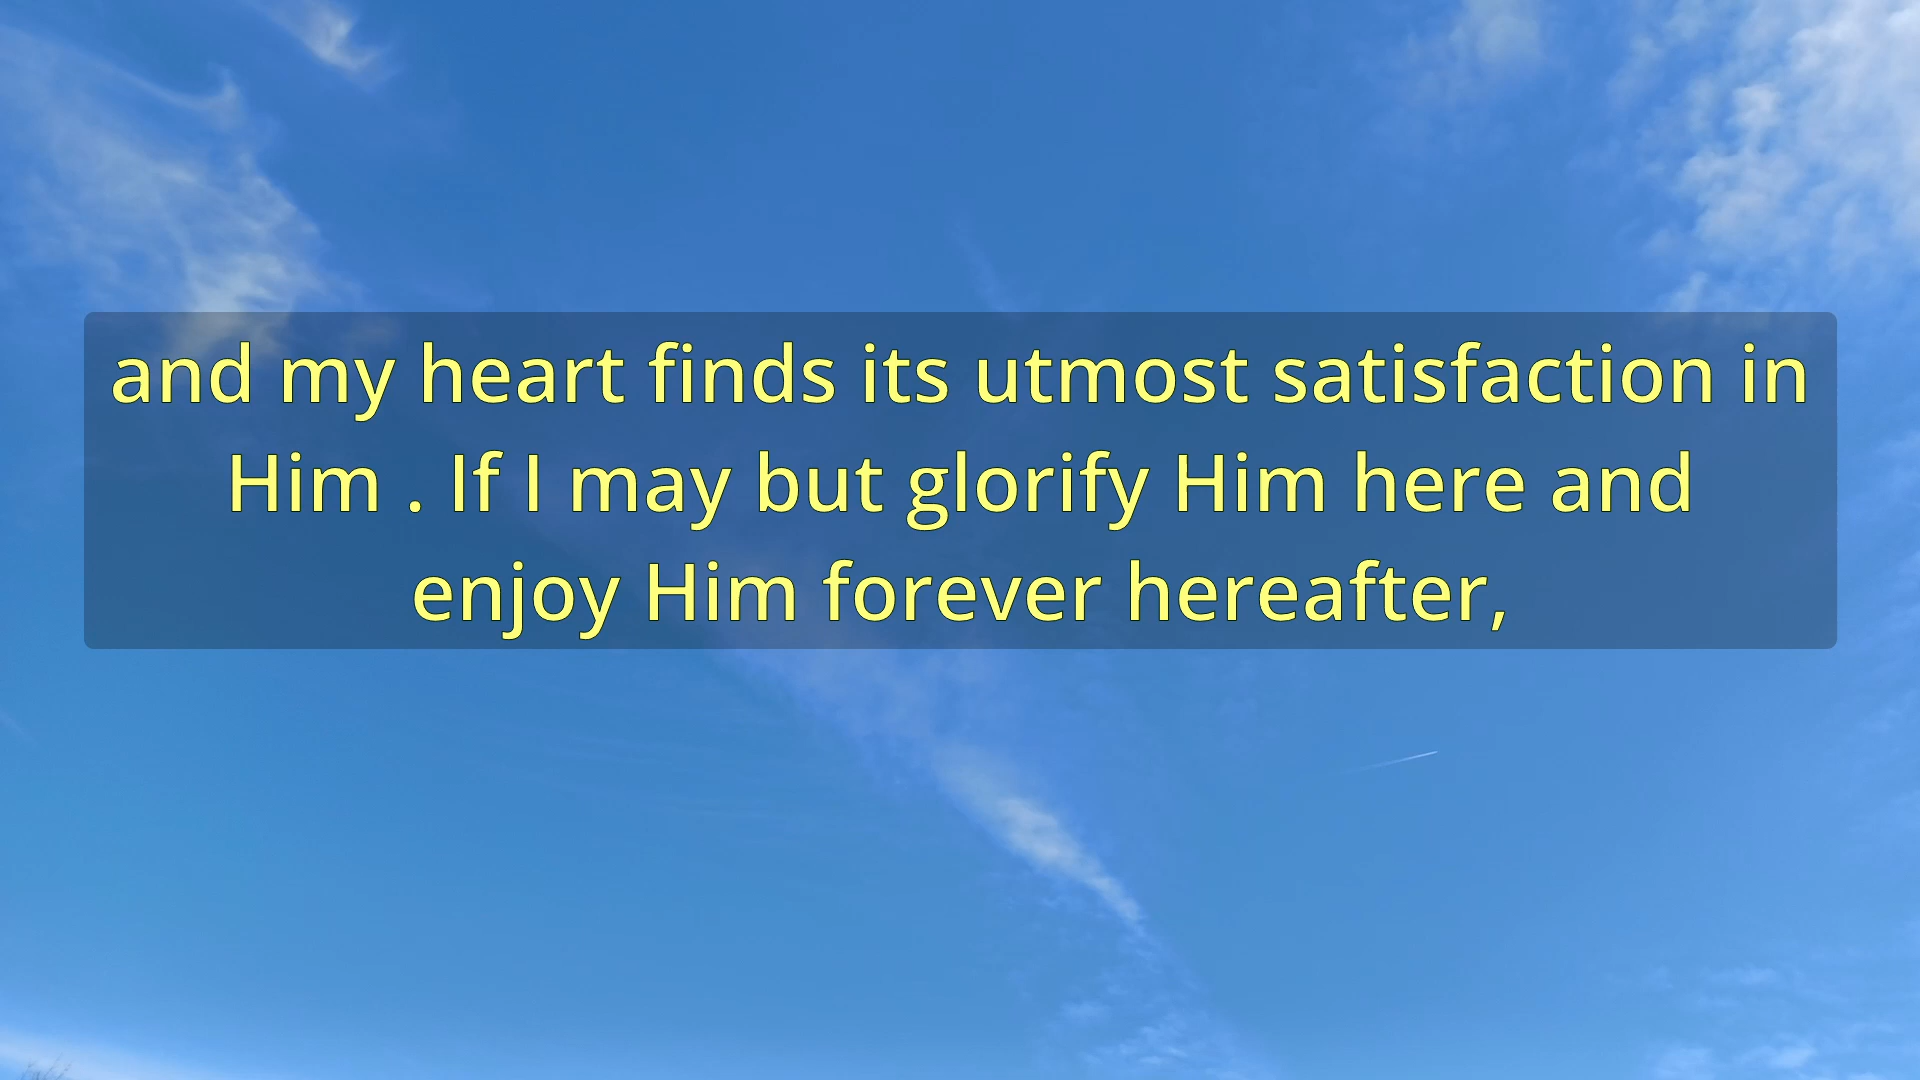 and my heart finds its utmost satisfaction in
Him . If I may but glorify Him here and
enjoy Him forever hereafter,